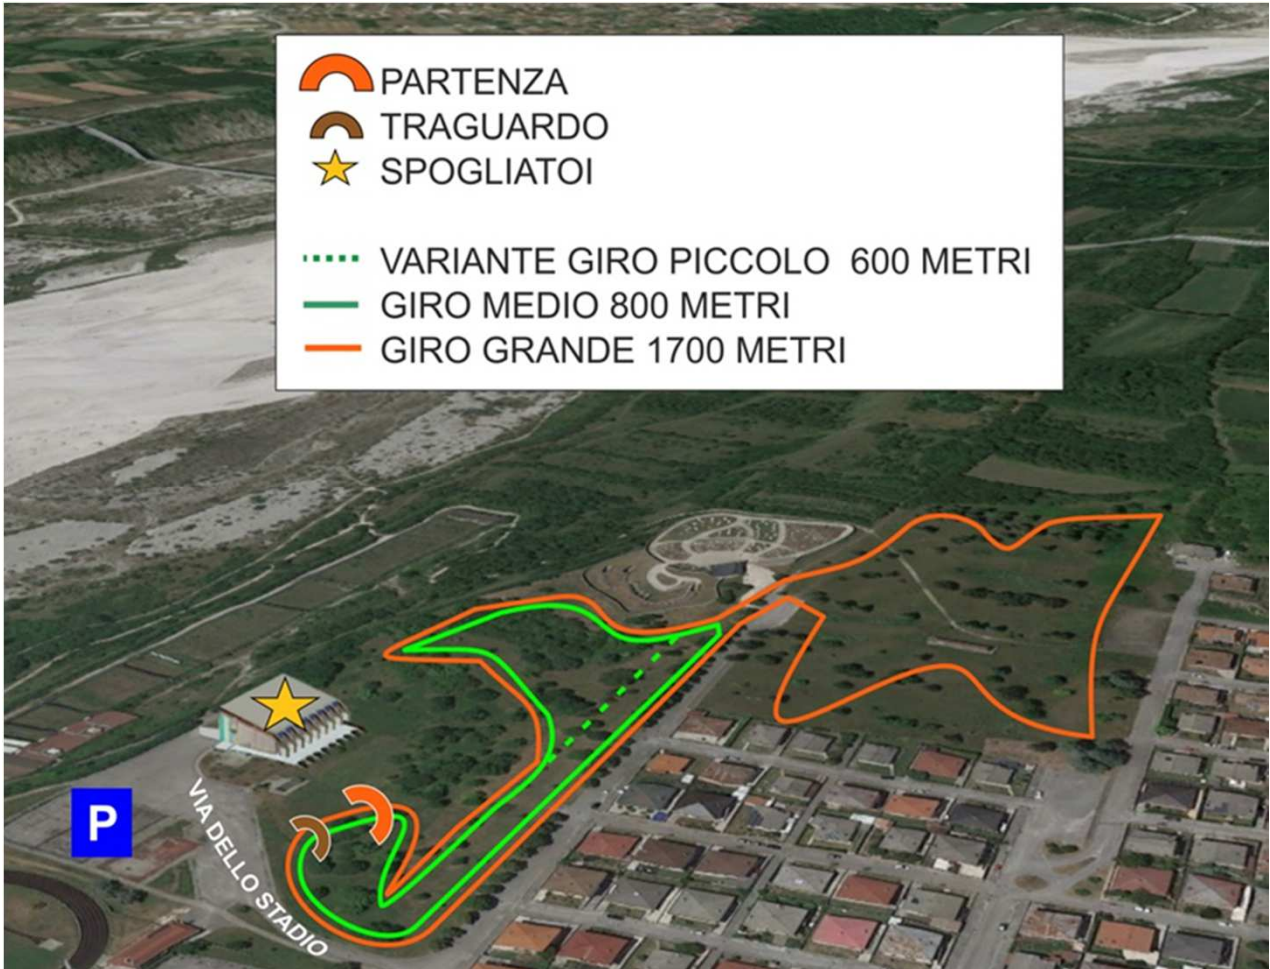 PARTENZA
TRAGUARDO
SPOGLIATOI
VARIANTE GIRO PICCOLO 600 METRI
GIRO MEDIO 800 METRI
GIRO GRANDE 1700 METRI
P
VIA DELLO STADIO